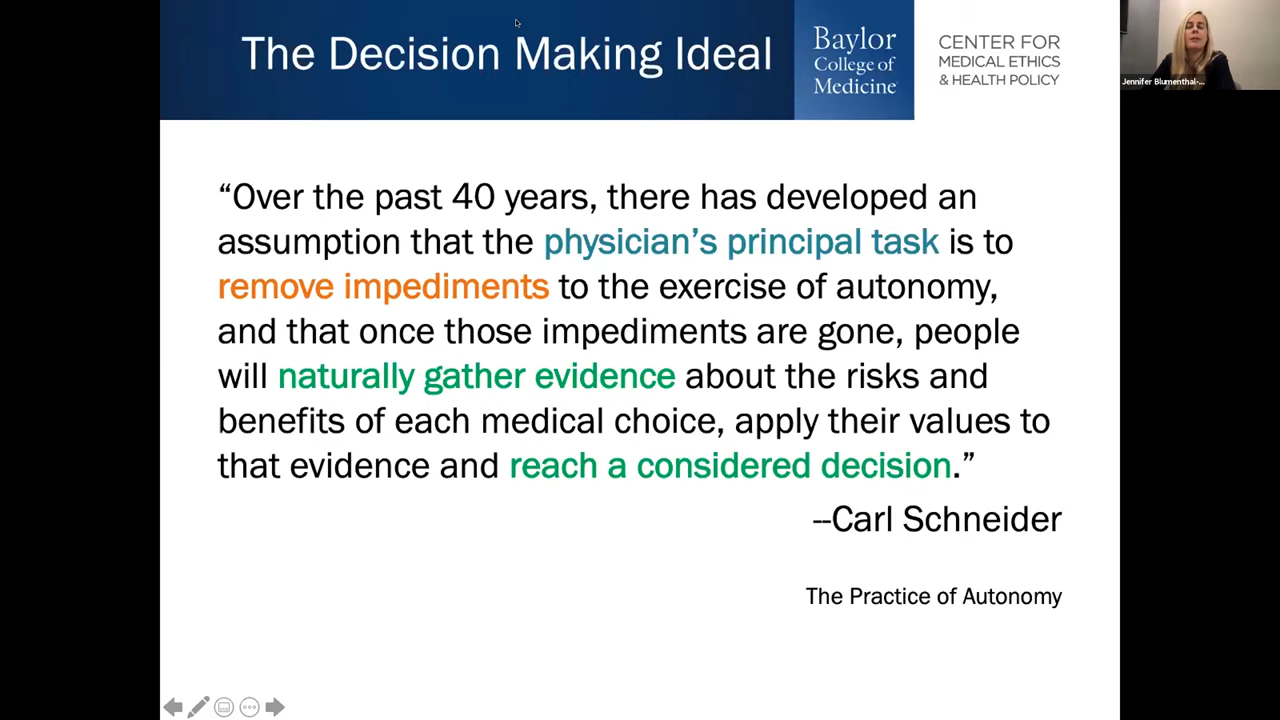 The Decision Making Ideal
Baylor
College of
Medicine
CENTER FOR
MEDICAL ETHICS
& HEALTH POLICY
Jennifer Blumenthal-...
“Over the past 40 years, there has developed an
assumption that the physician’s principal task is to
remove impediments to the exercise of autonomy,
and that once those impediments are gone, people
will naturally gather evidence about the risks and
benefits of each medical choice, apply their values to
that evidence and reach a considered decision.”
--Carl Schneider
The Practice of Autonomy